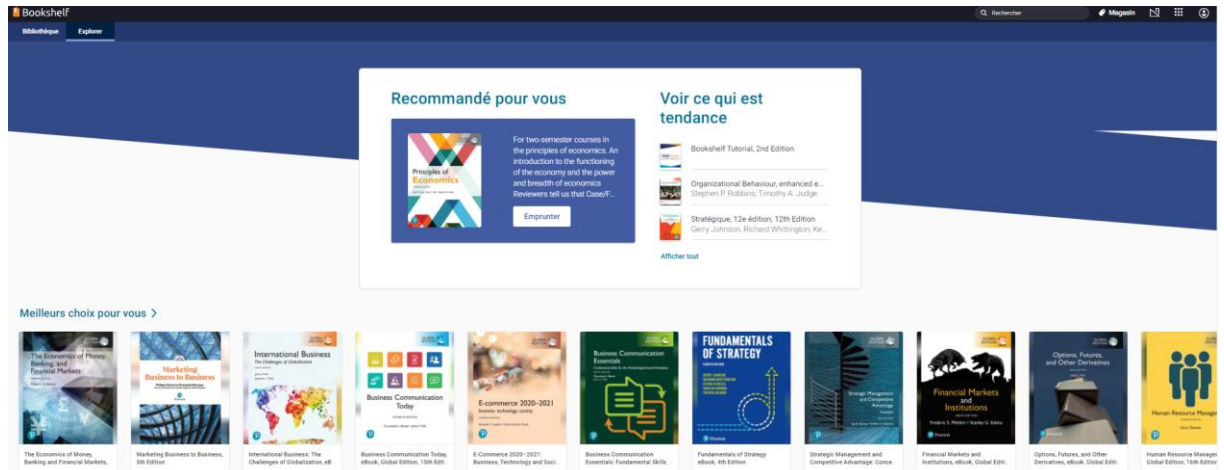 Bookshelf
Rechercher
Magasin
Bibliothèque
Explorer
Recommandé pour vous
Principles of
Economics
For two-semester courses in
the principles of economics. An
introduction to the functioning
of the economy and the power
and breadth of economics
Reviewers tell us that Case/F...
Emprunter
Voir ce qui est
tendance
Bookshelf Tutorial, 2nd Edition
Organizational Behaviour, enhanced e...
Stephen P. Robbins; Timothy A. Judge
Stratégique, 12e édition, 12th Edition
Gerry Johnson, Richard Whittington, Ke...
Afficher tout
Meilleurs choix pour vous >
The Economics of Money,
Banking, and
Financial Markets
Marketing
Business to Business
International Business
The Challenges of Globalization
Business Communication
Today
E-commerce 2020–2021
business. technology. society.
Business Communication
Essentials
FUNDAMENTALS
OF STRATEGY
Pearson
Strategic Management
and Competitive
Advantage
Financial Markets
and
Institutions
Frederic S. Mishkin • Stanley G. Eakins
Pearson
Options, Futures,
and Other Derivatives
Pearson
Human Resource Manage
The Economics of Money,
Banking and Financial Markets,
Marketing Business to Business,
5th Edition
International Business: The
Challenges of Globalization, eB
Business Communication Today,
eBook, Global Edition, 15th Edit.
E-Commerce 2020–2021:
Business, Technology and Soci.
Business Communication
Essentials: Fundamental Skills
Fundamentals of Strategy
eBook, 4th Edition
Strategic Management and
Competitive Advantage: Conce
Financial Markets and
Institutions, eBook, Global Editi.
Options, Futures, and Other
Derivatives, eBook, Global Editi
Human Resource Manager
Global Edition, 16th Edition